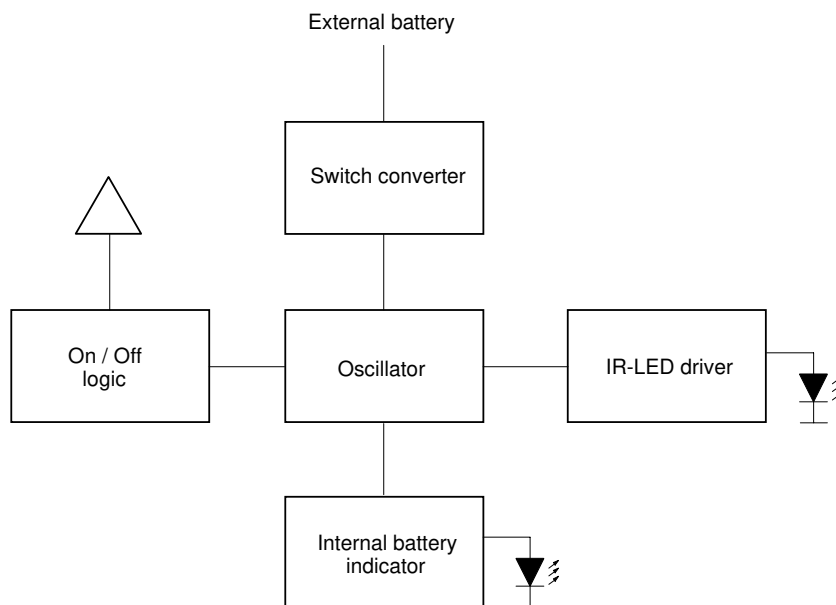 External battery
Switch converter
On / Off
logic
Oscillator
IR-LED driver
Internal battery
indicator